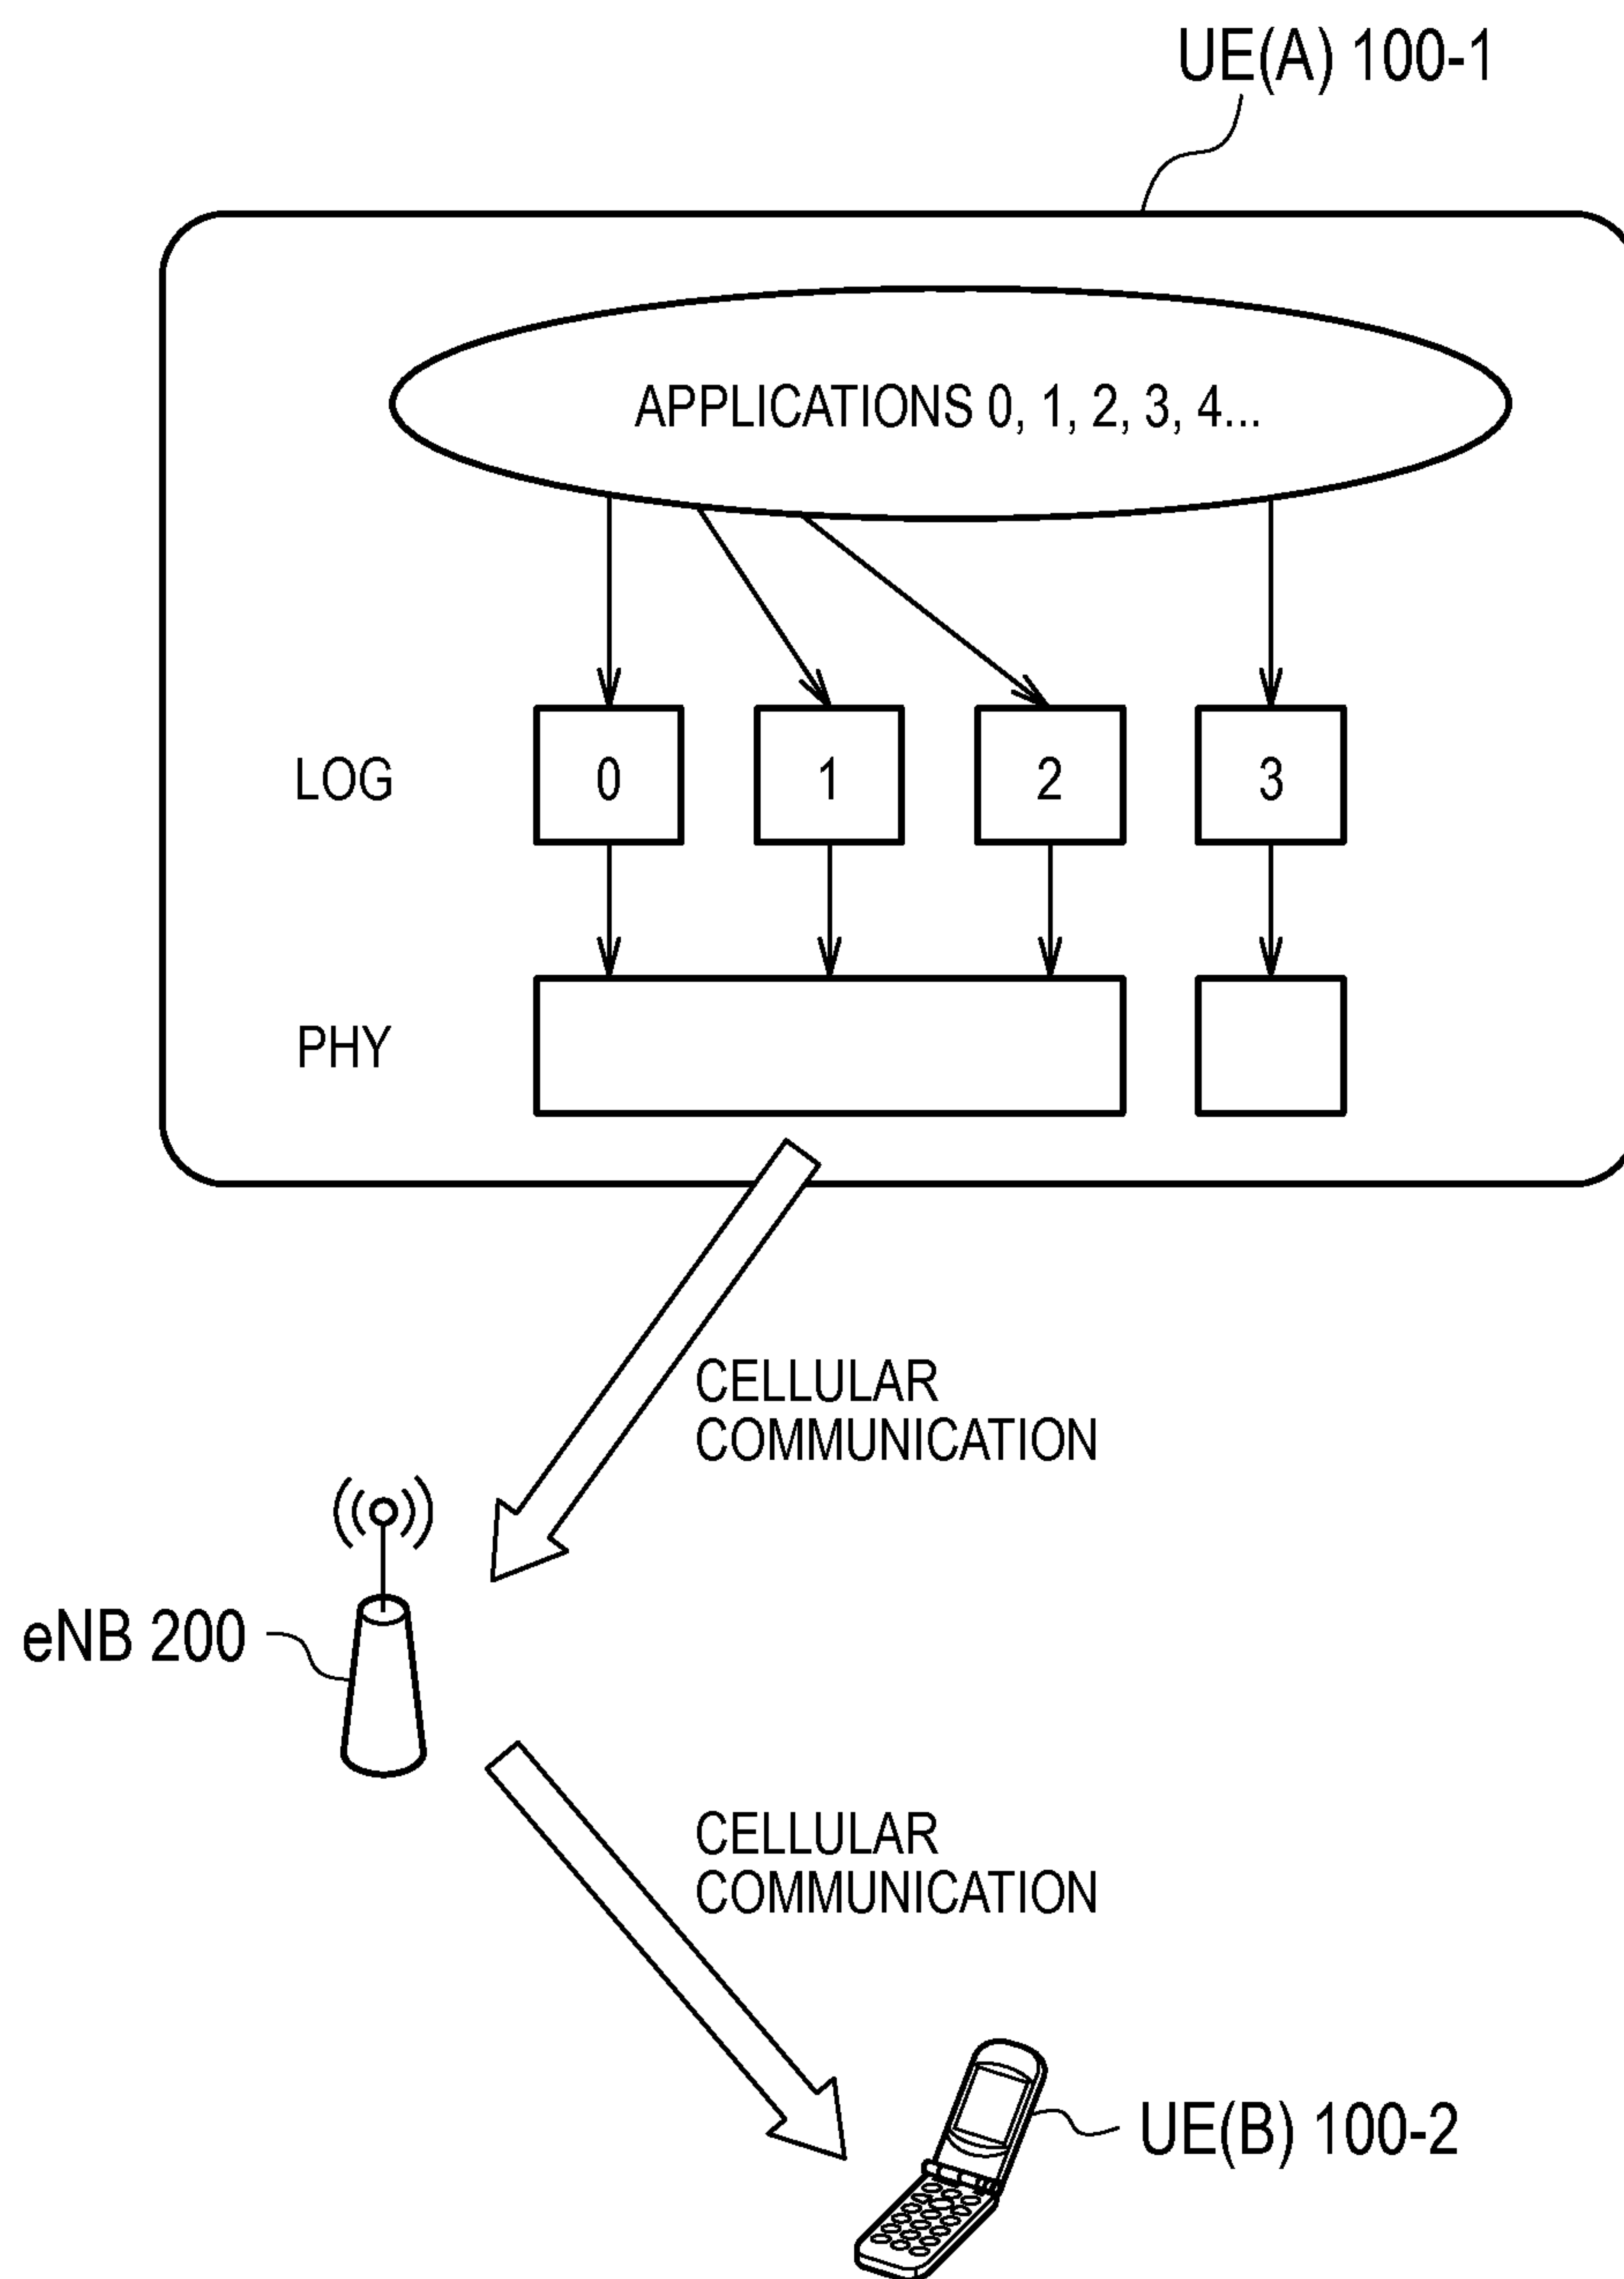 UE(A) 100-1
APPLICATIONS 0, 1, 2, 3, 4...
LOG 0 1 2 3
PHY
CELLULAR
COMMUNICATION
eNB 200
CELLULAR
COMMUNICATION
UE(B) 100-2